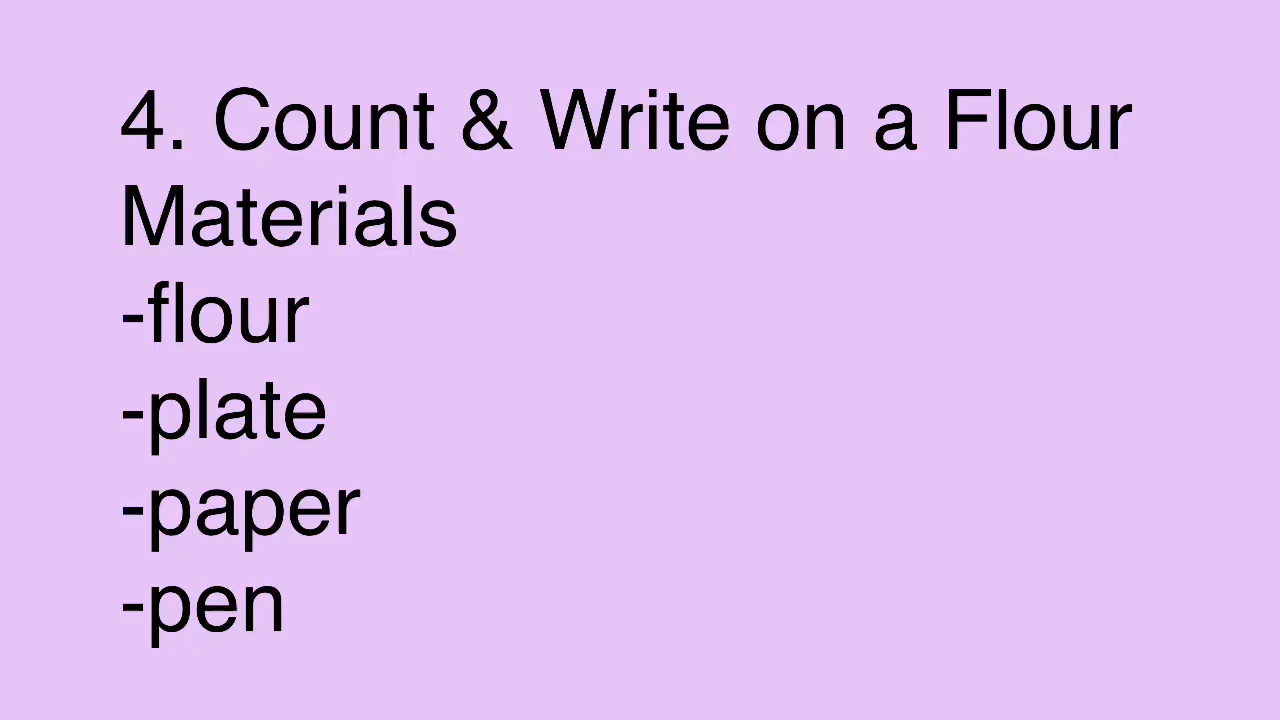 4. Count & Write on a Flour
Materials
-flour
-plate
-paper
-pen